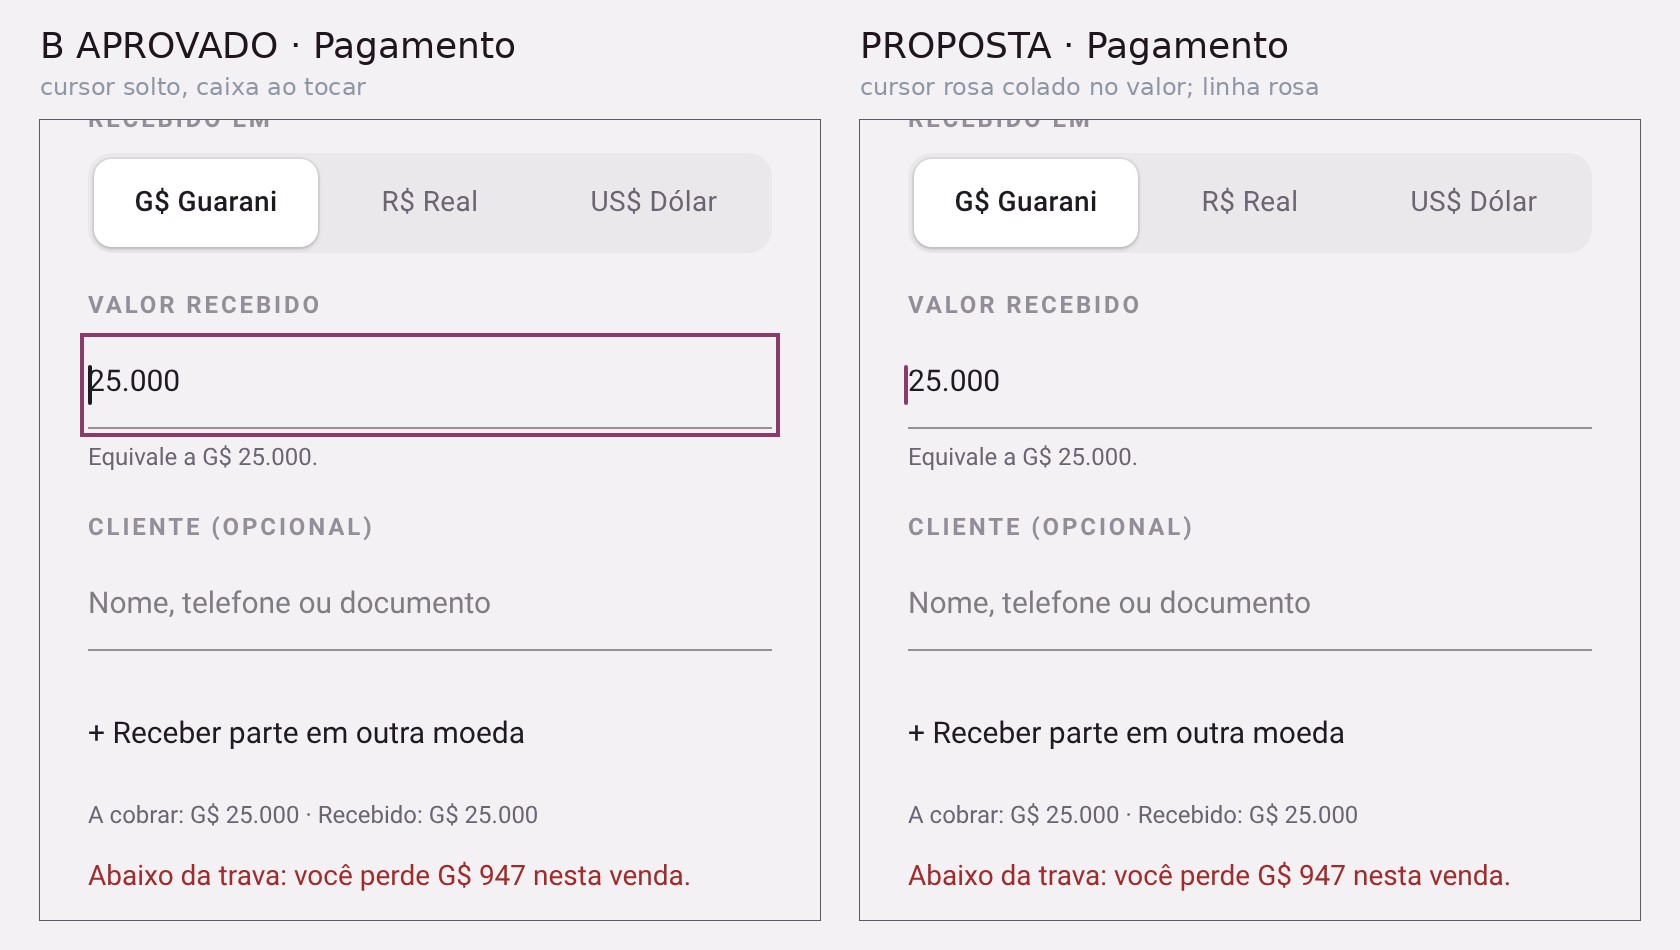 B APROVADO · Pagamento
cursor solto, caixa ao tocar
RECEBIDO EM
G$ Guarani
R$ Real
US$ Dólar
VALOR RECEBIDO
25.000
Equivale a G$ 25.000.
CLIENTE (OPCIONAL)
Nome, telefone ou documento
+ Receber parte em outra moeda
A cobrar: G$ 25.000 · Recebido: G$ 25.000
Abaixo da trava: você perde G$ 947 nesta venda.
PROPOSTA · Pagamento
cursor rosa colado no valor; linha rosa
RECEBIDO EM
G$ Guarani
R$ Real
US$ Dólar
VALOR RECEBIDO
25.000
Equivale a G$ 25.000.
CLIENTE (OPCIONAL)
Nome, telefone ou documento
+ Receber parte em outra moeda
A cobrar: G$ 25.000 · Recebido: G$ 25.000
Abaixo da trava: você perde G$ 947 nesta venda.